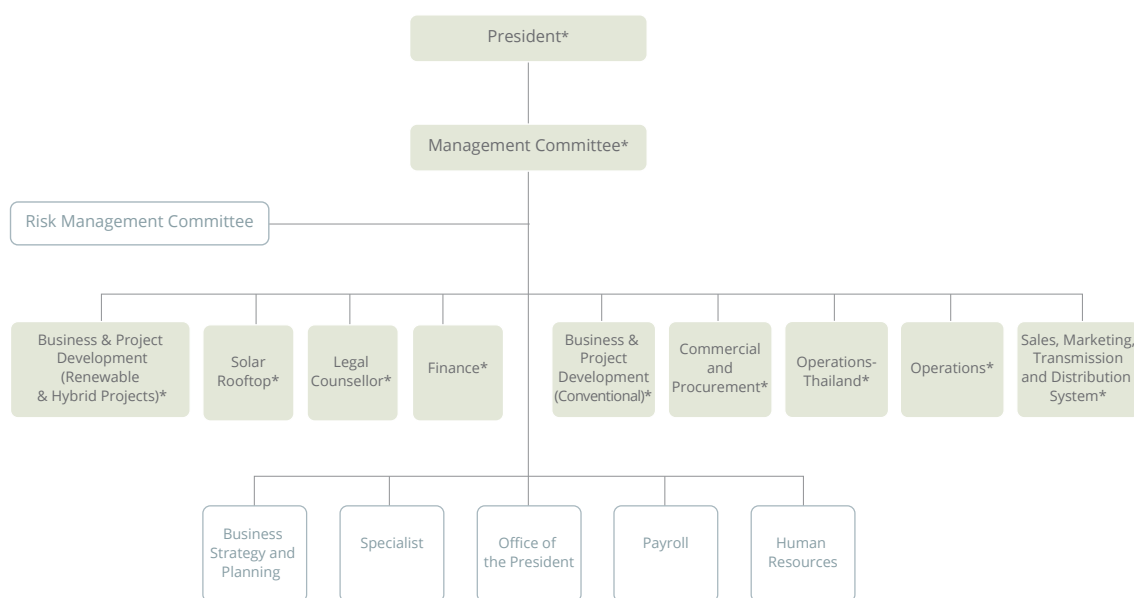 President*
Management Committee*
Risk Management Committee
Business & Project
Development
(Renewable
& Hybrid Projects)*
Solar
Rooftop*
Legal
Counsellor*
Finance*
Business &
Project
Development
(Conventional)*
Commercial
and
Procurement*
Operations-
Thailand*
Operations*
Sales, Marketing,
Transmission
and Distribution
System*
Business
Strategy and
Planning
Specialist
Office of
the President
Payroll
Human
Resources